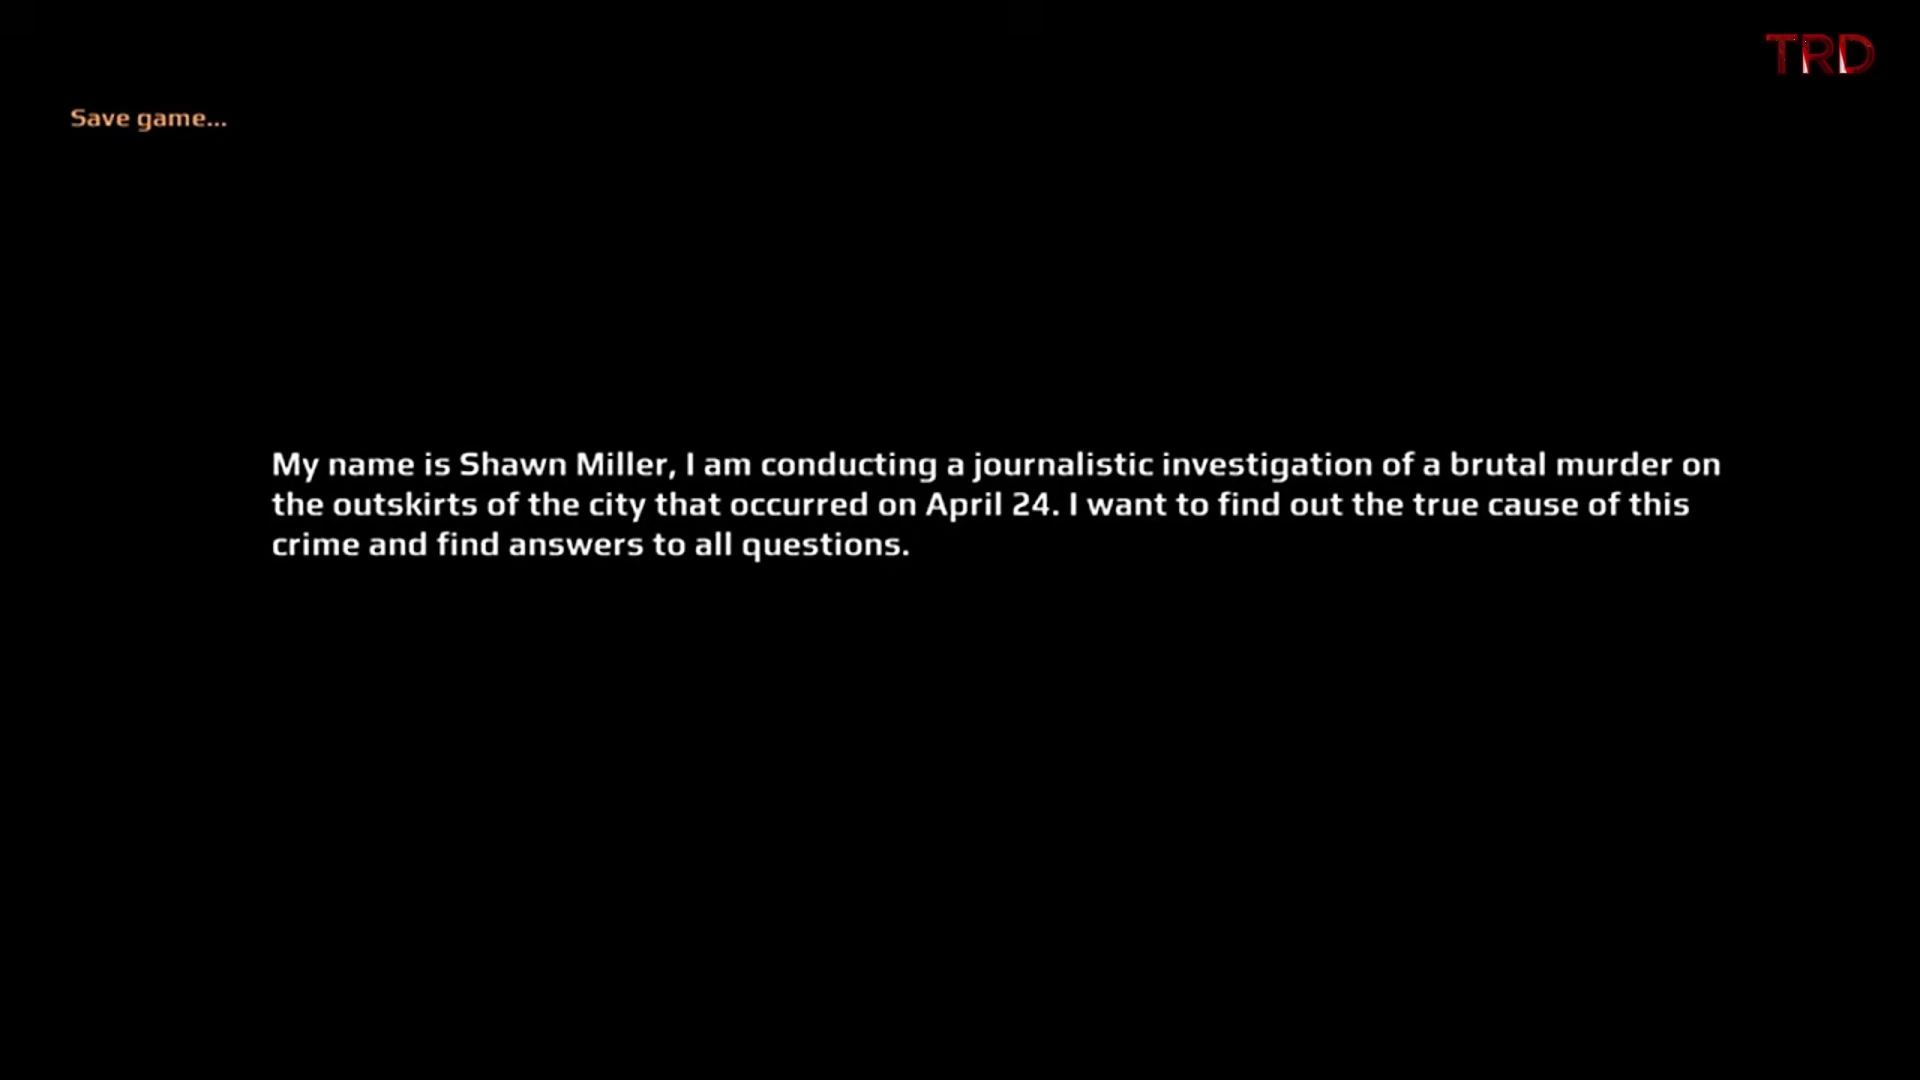 TRD
Save game...
My name is Shawn Miller, I am conducting a journalistic investigation of a brutal murder on
the outskirts of the city that occurred on April 24. I want to find out the true cause of this
crime and find answers to all questions.